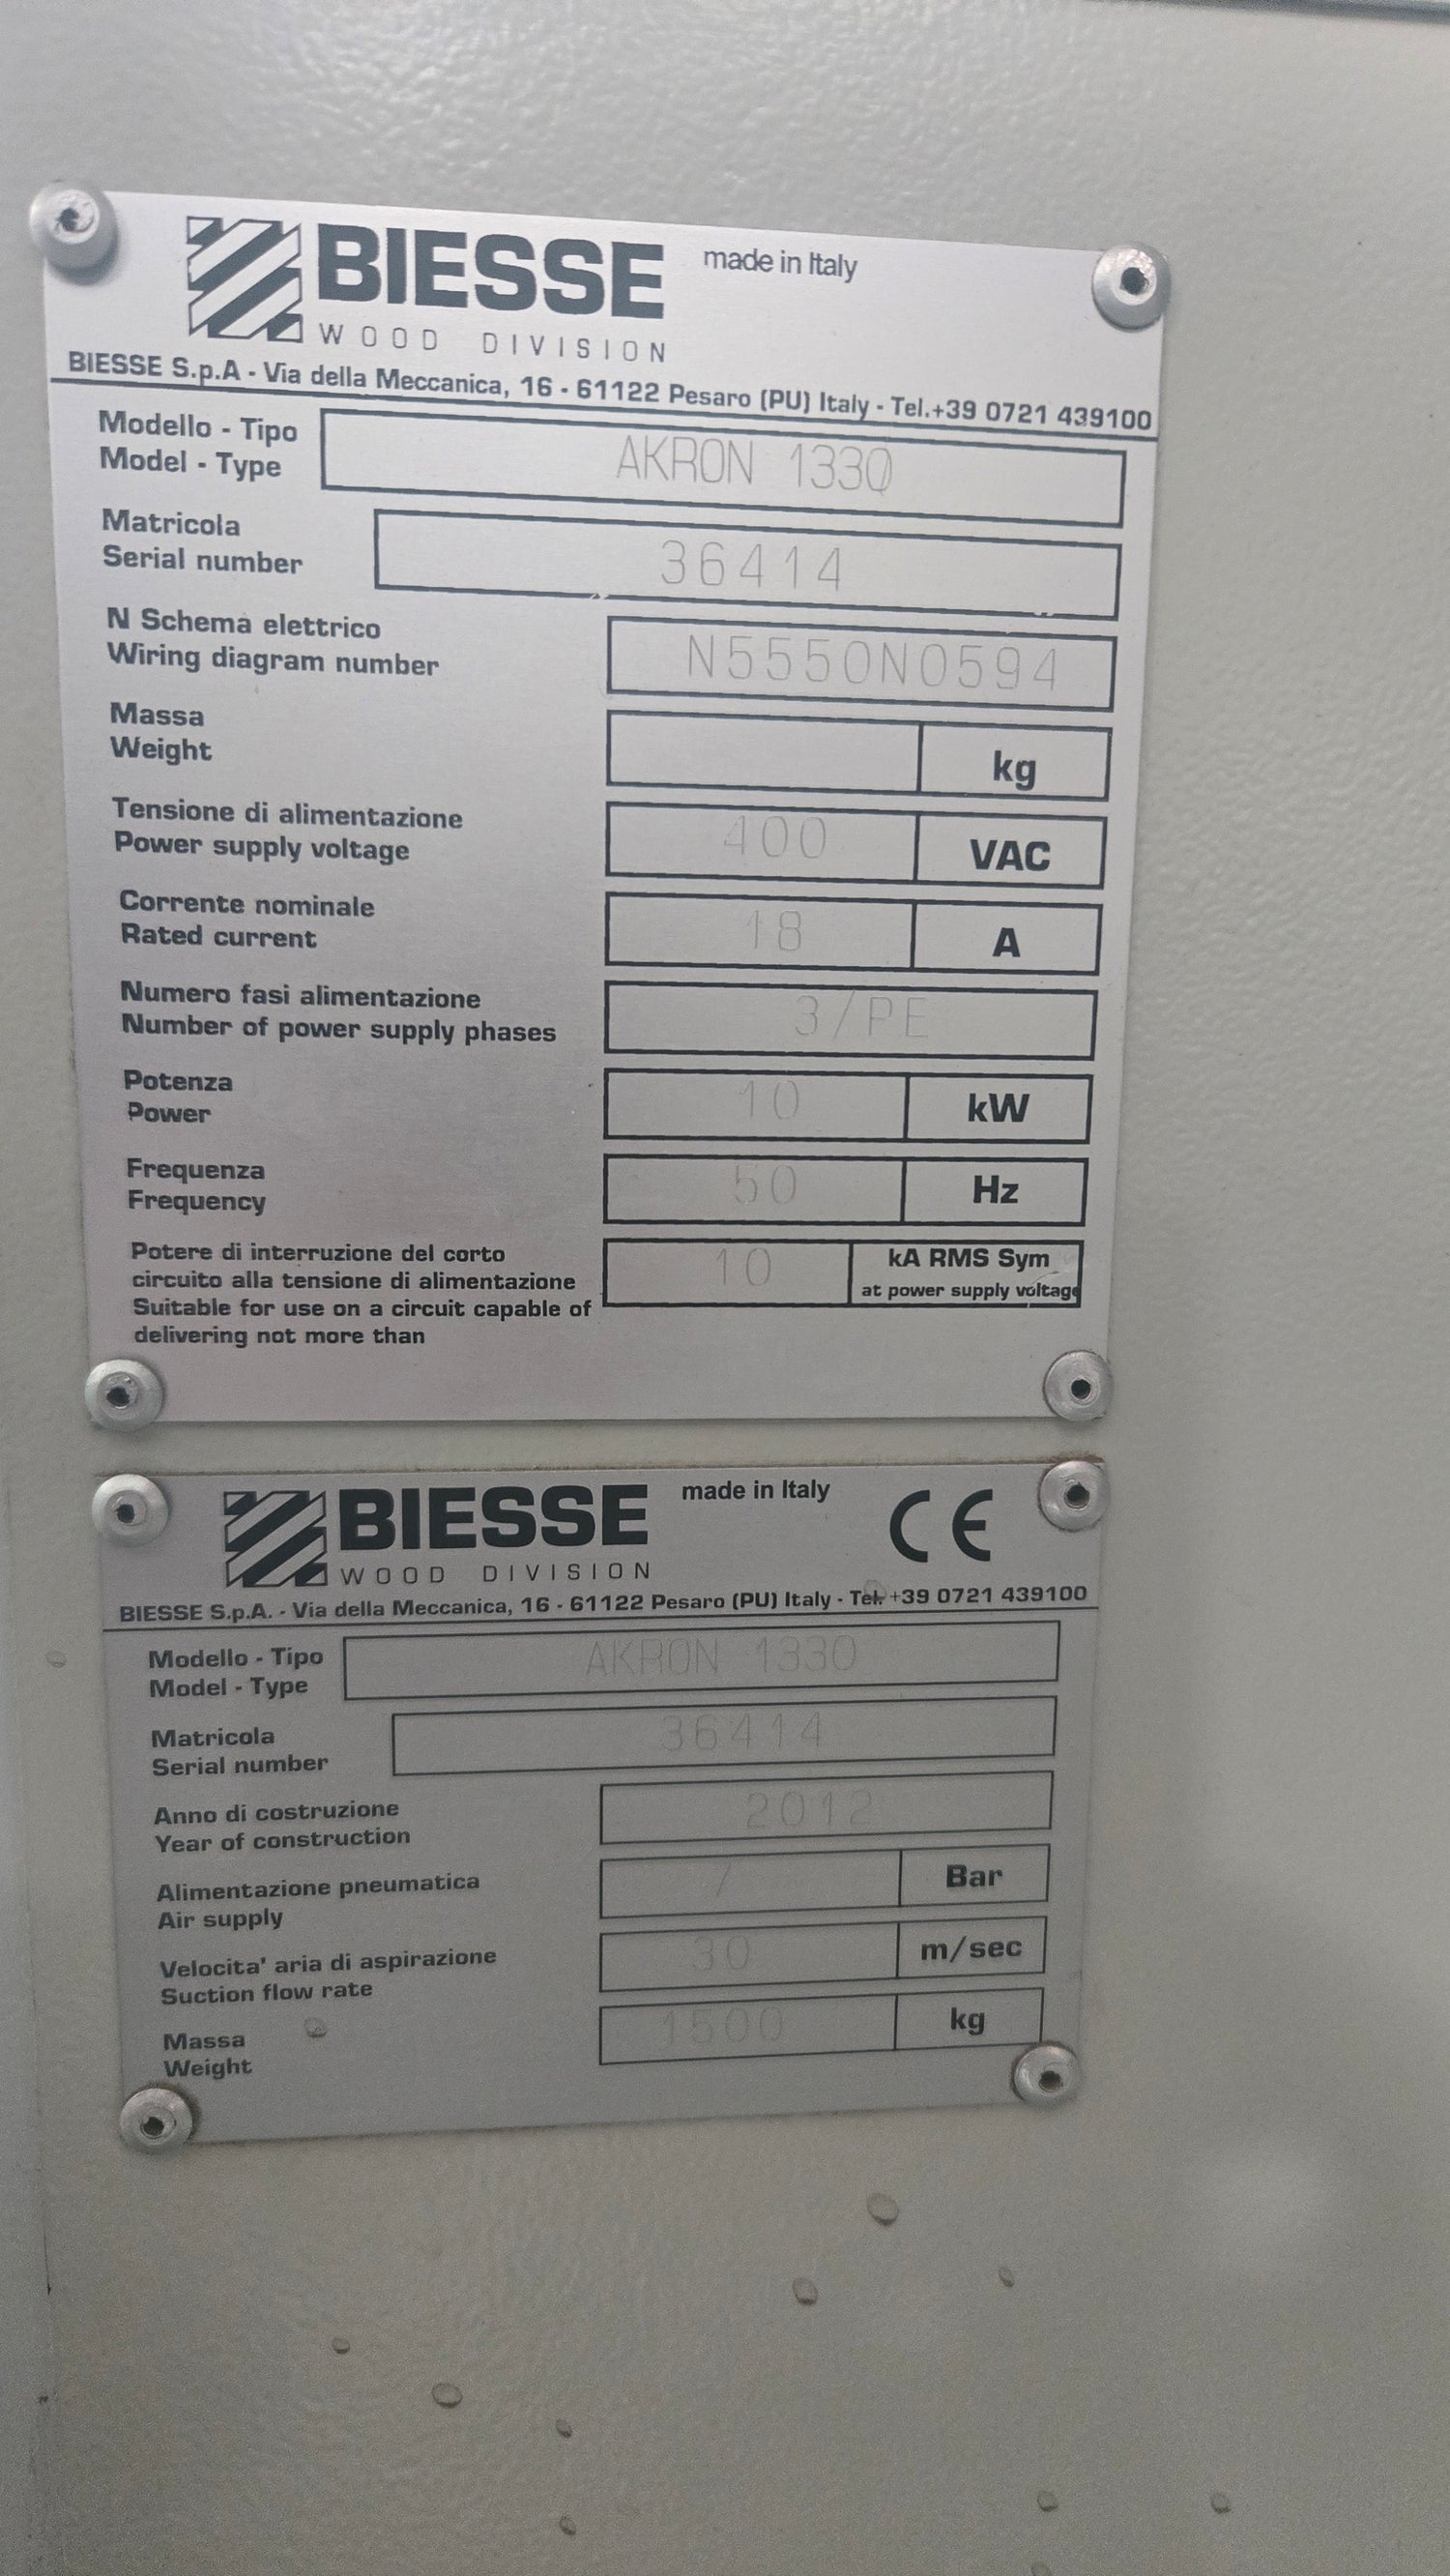 BIESSE made in Italy
WOOD DIVISION
BIESSE S.p.A - Via della Meccanica, 16 - 61122 Pesaro (PU) Italy - Tel.+39 0721 439100
Modello - Tipo
Model - Type
AKRON 1330
Matricola
Serial number
36414
N Schema elettrico
Wiring diagram number
N5550N0594
Massa
Weight
kg
Tensione di alimentazione
Power supply voltage
400 VAC
Corrente nominale
Rated current
18 A
Numero fasi alimentazione
Number of power supply phases
3/PE
Potenza
Power
10 kW
Frequenza
Frequency
50 Hz
Potere di interruzione del corto
circuito alla tensione di alimentazione
Suitable for use on a circuit capable of
delivering not more than
10 kA RMS Sym
at power supply voltage
BIESSE made in Italy CE
WOOD DIVISION
BIESSE S.p.A. - Via della Meccanica, 16 - 61122 Pesaro (PU) Italy - Tel. +39 0721 439100
Modello - Tipo
Model - Type
AKRON 1330
Matricola
Serial number
36414
Anno di costruzione
Year of construction
2012
Alimentazione pneumatica
Air supply
/ Bar
Velocita' aria di aspirazione
Suction flow rate
30 m/sec
Massa
Weight
1500 kg